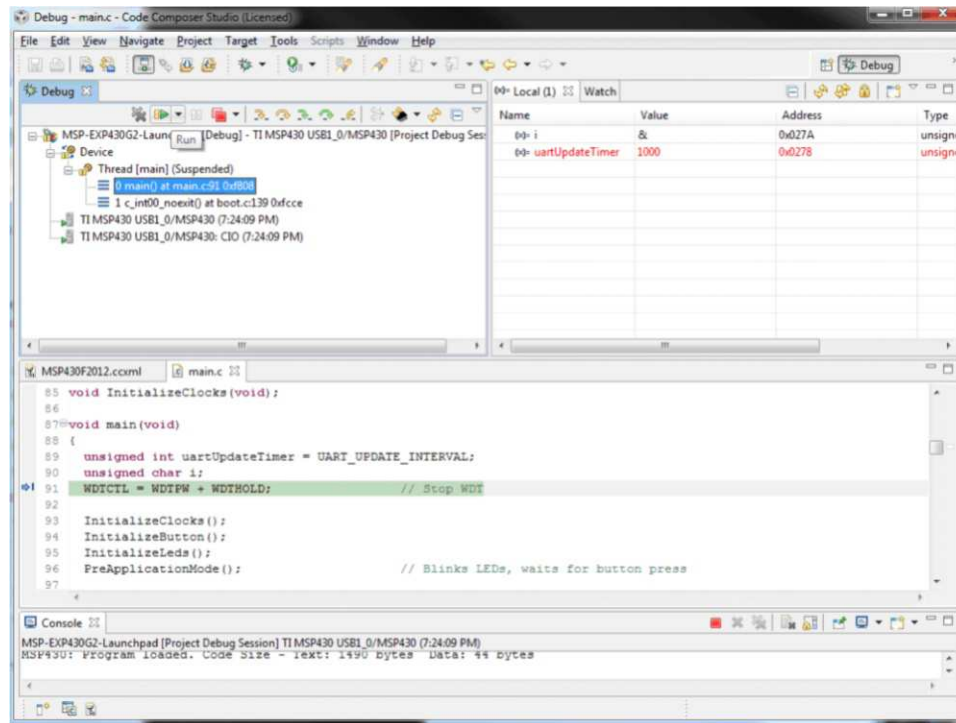 Debug - main.c - Code Composer Studio (Licensed)
File Edit View Navigate Project Target Tools Scripts Window Help
Debug
Debug
MSP-EXP430G2-Laun [Debug] - TI MSP430 USB1_0/MSP430 [Project Debug Ses
Run
Device
Thread [main] (Suspended)
0 main() at main.c:91 0xf808
1 c_int00_noexit() at boot.c:139 0xfcce
TI MSP430 USB1_0/MSP430 (7:24:09 PM)
TI MSP430 USB1_0/MSP430: CIO (7:24:09 PM)
(x)= Local (1) Watch
Name Value Address Type
(x)= i & 0x027A unsign
(x)= uartUpdateTimer 1000 0x0278 unsign
MSP430F2012.ccxml main.c
85 void InitializeClocks(void);
86
87 void main(void)
88 {
89 unsigned int uartUpdateTimer = UART_UPDATE_INTERVAL;
90 unsigned char i;
91 WDTCTL = WDTPW + WDTHOLD; // Stop WDT
92
93 InitializeClocks();
94 InitializeButton();
95 InitializeLeds();
96 PreApplicationMode(); // Blinks LEDs, waits for button press
97
Console
MSP-EXP430G2-Launchpad [Project Debug Session] TI MSP430 USB1_0/MSP430 (7:24:09 PM)
MSP430: Program loaded. Code Size - Text: 1490 bytes Data: 44 bytes